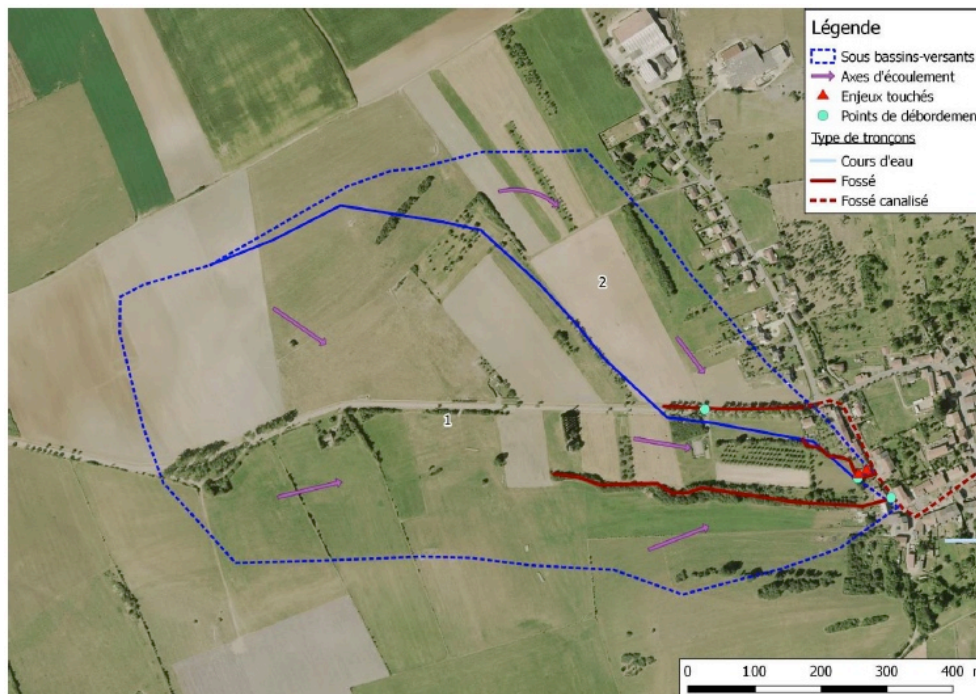 Légende
Sous bassins-versants
Axes d'écoulement
Enjeux touchés
Points de débordemen
Type de tronçons
Cours d'eau
Fossé
Fossé canalisé
2
1
0 100 200 300 400 m